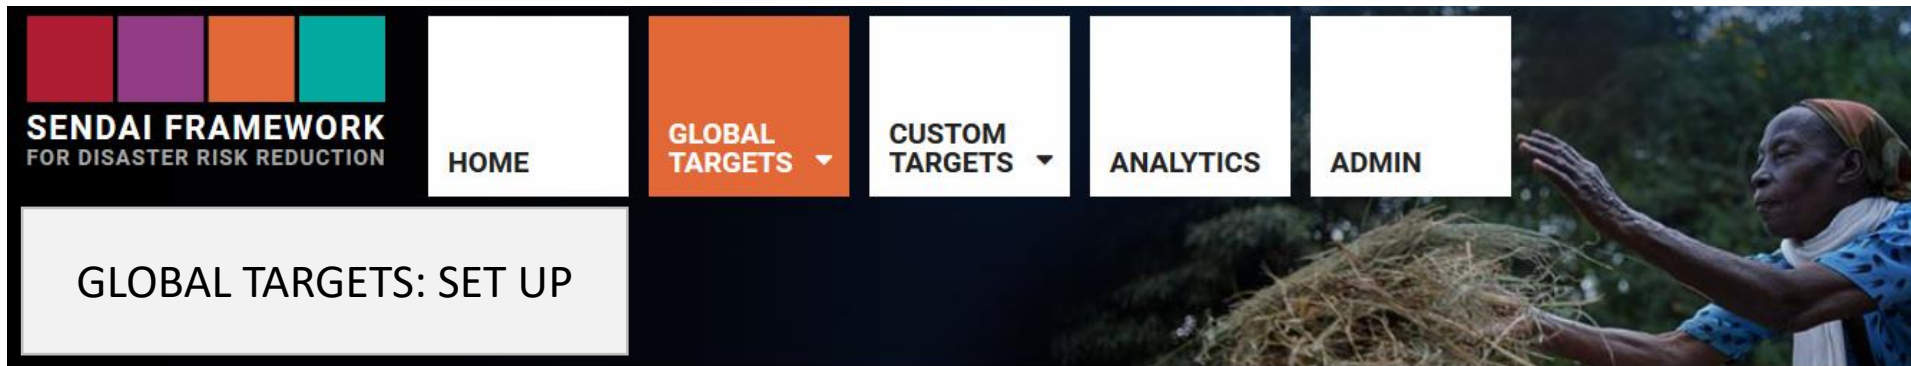 SENDAI FRAMEWORK
FOR DISASTER RISK REDUCTION
HOME
GLOBAL
TARGETS
CUSTOM
TARGETS
ANALYTICS
ADMIN
GLOBAL TARGETS: SET UP